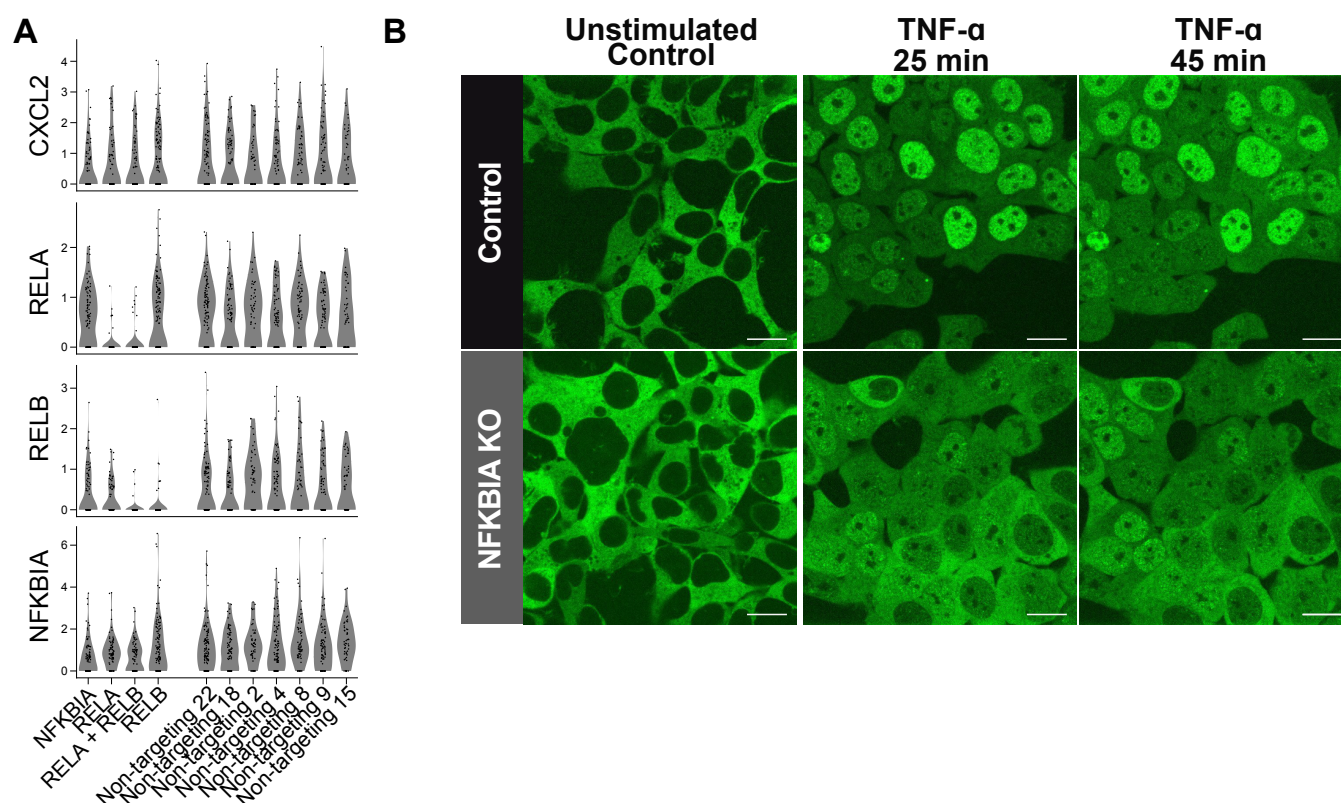 A
CXCL2
4
3
2
1
0
RELA
2
1
0
RELB
3
2
1
0
NFKBIA
6
4
2
0
NFKBIA
RELA
RELA + RELB
RELB
Non-targeting 22
Non-targeting 18
Non-targeting 2
Non-targeting 4
Non-targeting 8
Non-targeting 9
Non-targeting 15
B
Unstimulated
Control
TNF-α
25 min
TNF-α
45 min
Control
NFKBIA KO